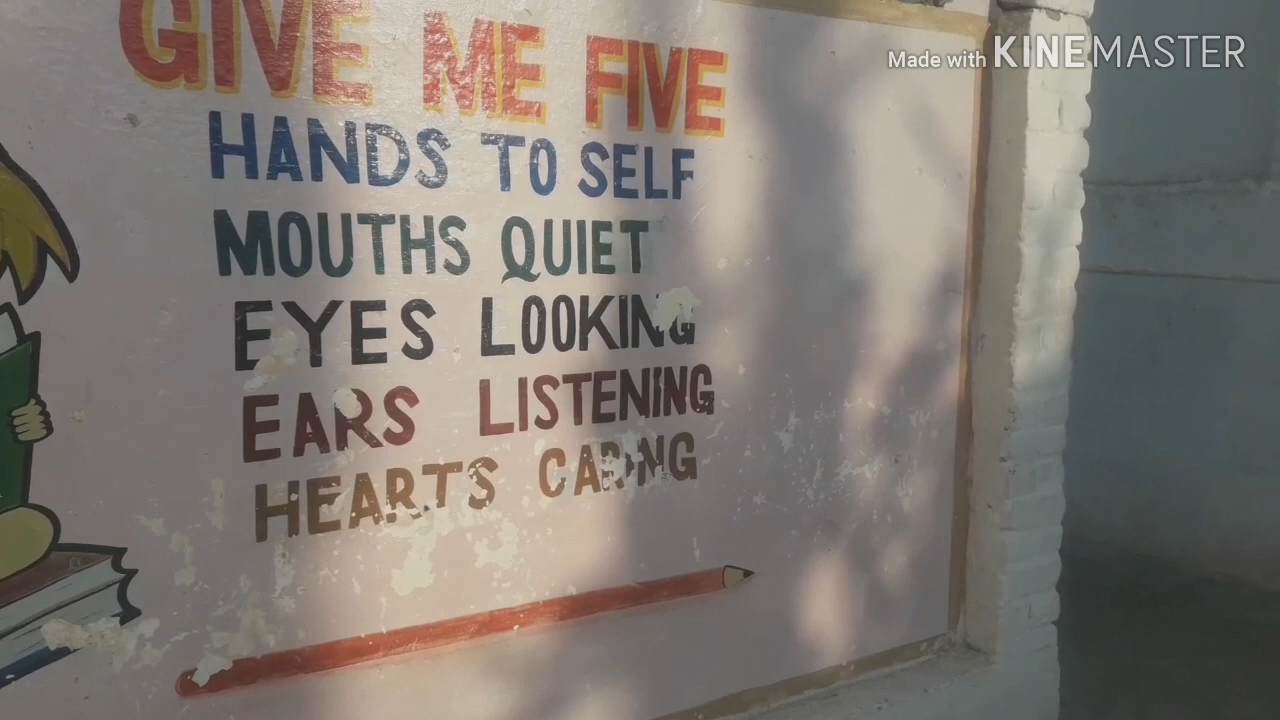 Made with KINEMASTER
GIVE ME FIVE
HANDS TO SELF
MOUTHS QUIET
EYES LOOKING
EARS LISTENING
HEARTS CARING